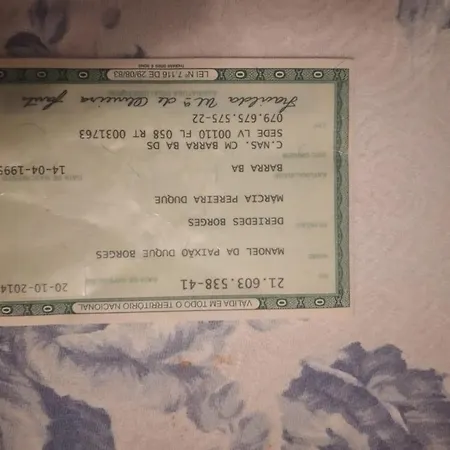 VÁLIDA EM TODO O TERRITÓRIO NACIONAL
21.603.538-41 20-10-2014
MANOEL DA PAIXÃO DUQUE BORGES
DERIEDES BORGES
MARCIA PEREIRA DUQUE
BARRA BA 14-04-1995
C.NAS. CM BARRA BA DS
SEDE LV 00110 FL 058 RT 0031763
079.675.575-22
LEI Nº 7.116 DE 29/08/83